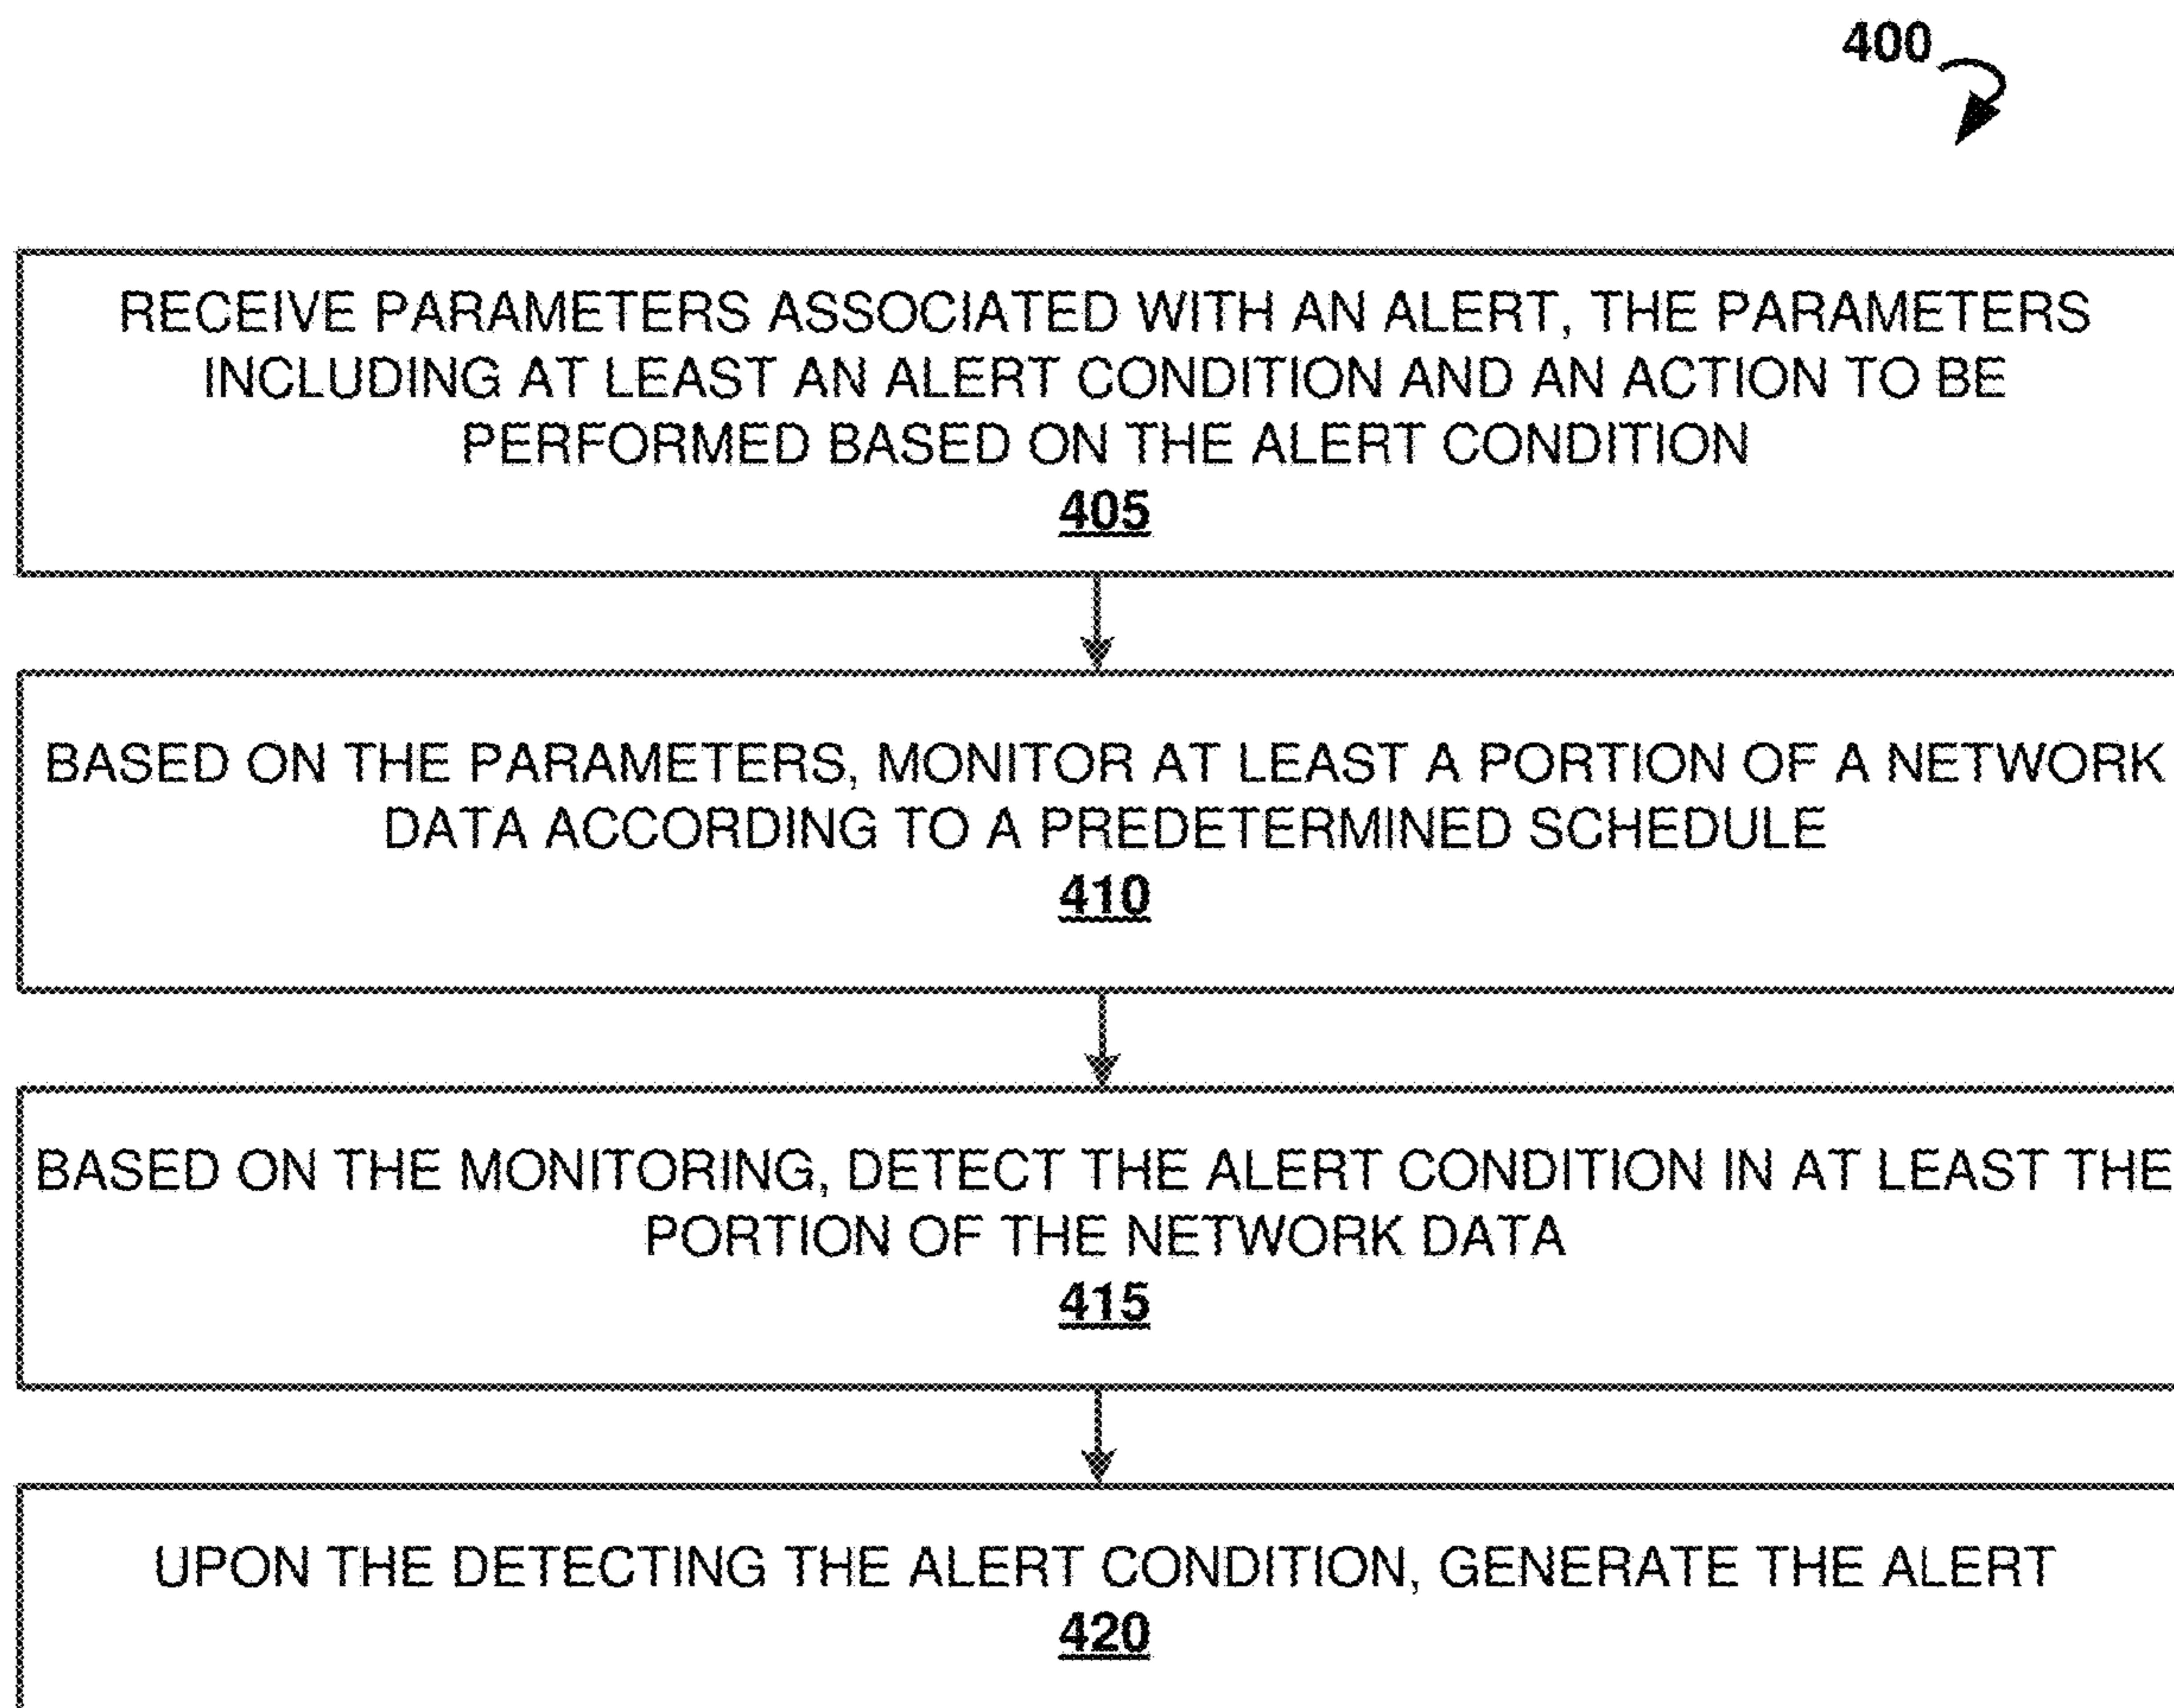 400
RECEIVE PARAMETERS ASSOCIATED WITH AN ALERT, THE PARAMETERS
INCLUDING AT LEAST AN ALERT CONDITION AND AN ACTION TO BE
PERFORMED BASED ON THE ALERT CONDITION
405
BASED ON THE PARAMETERS, MONITOR AT LEAST A PORTION OF A NETWORK
DATA ACCORDING TO A PREDETERMINED SCHEDULE
410
BASED ON THE MONITORING, DETECT THE ALERT CONDITION IN AT LEAST THE
PORTION OF THE NETWORK DATA
415
UPON THE DETECTING THE ALERT CONDITION, GENERATE THE ALERT
420